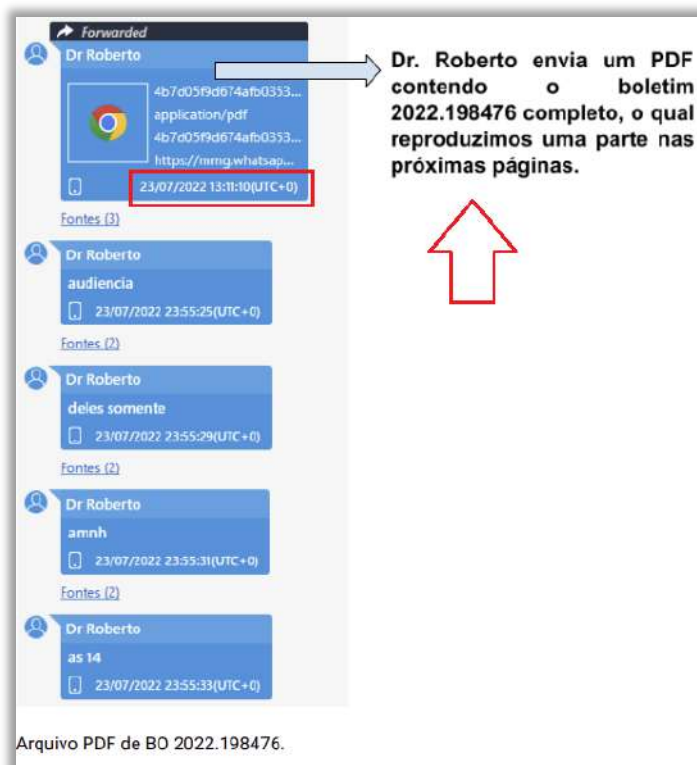 Forwarded
Dr Roberto
4b7d05f9d674afb0353...
application/pdf
4b7d05f9d674afb0353...
https://mmg.whatsap...
23/07/2022 13:11:10(UTC+0)
Fontes (3)
Dr. Roberto envia um PDF
contendo o boletim
2022.198476 completo, o qual
reproduzimos uma parte nas
próximas páginas.
Dr Roberto
audiencia
23/07/2022 23:55:25(UTC+0)
Fontes (2)
Dr Roberto
deles somente
23/07/2022 23:55:29(UTC+0)
Fontes (2)
Dr Roberto
amnh
23/07/2022 23:55:31(UTC+0)
Fontes (2)
Dr Roberto
as 14
23/07/2022 23:55:33(UTC+0)
Arquivo PDF de BO 2022.198476.